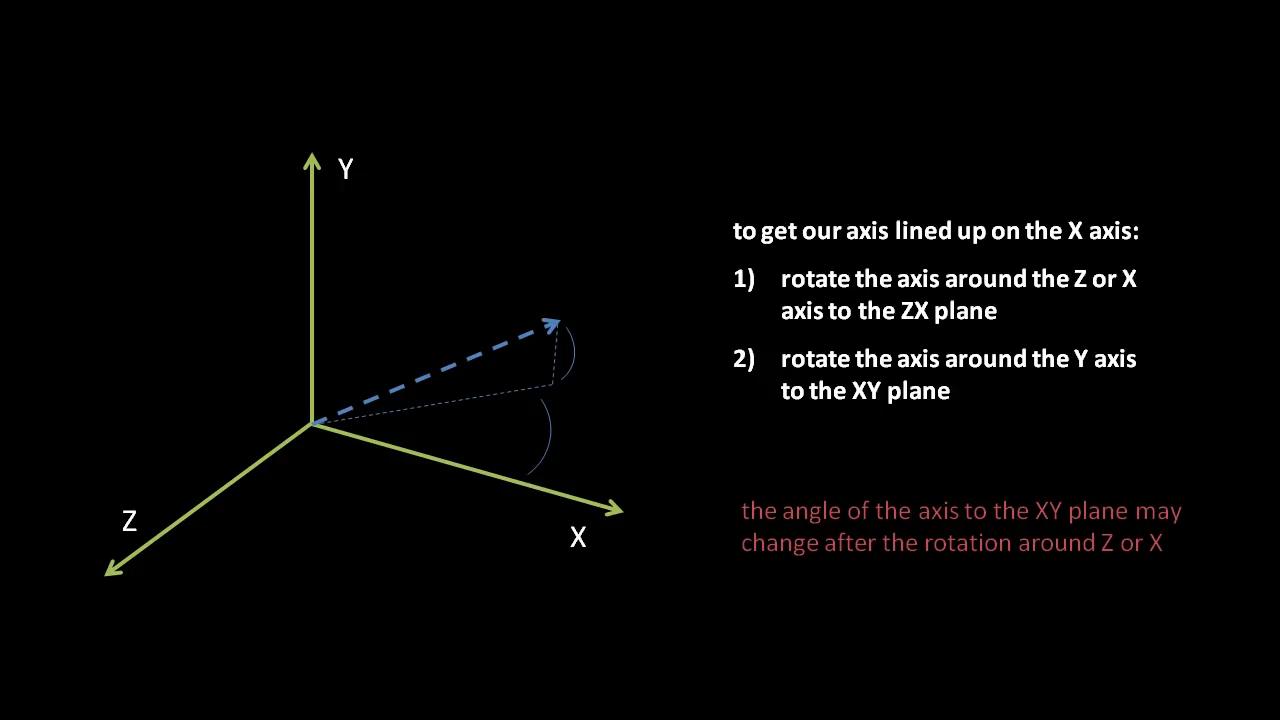 Y
to get our axis lined up on the X axis:
1) rotate the axis around the Z or X
axis to the ZX plane
2) rotate the axis around the Y axis
to the XY plane
Z
X
the angle of the axis to the XY plane may
change after the rotation around Z or X